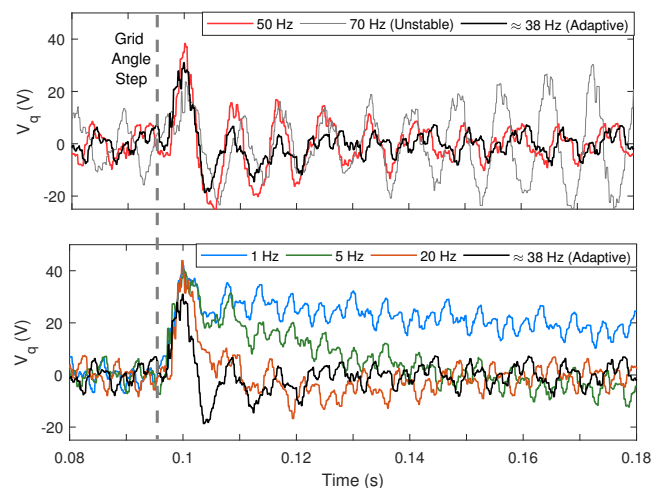 50 Hz 70 Hz (Unstable) ≈ 38 Hz (Adaptive)
Grid
Angle
Step
40
20
0
-20
V_q (V)
1 Hz 5 Hz 20 Hz ≈ 38 Hz (Adaptive)
40
20
0
-20
V_q (V)
0.08 0.1 0.12 0.14 0.16 0.18
Time (s)